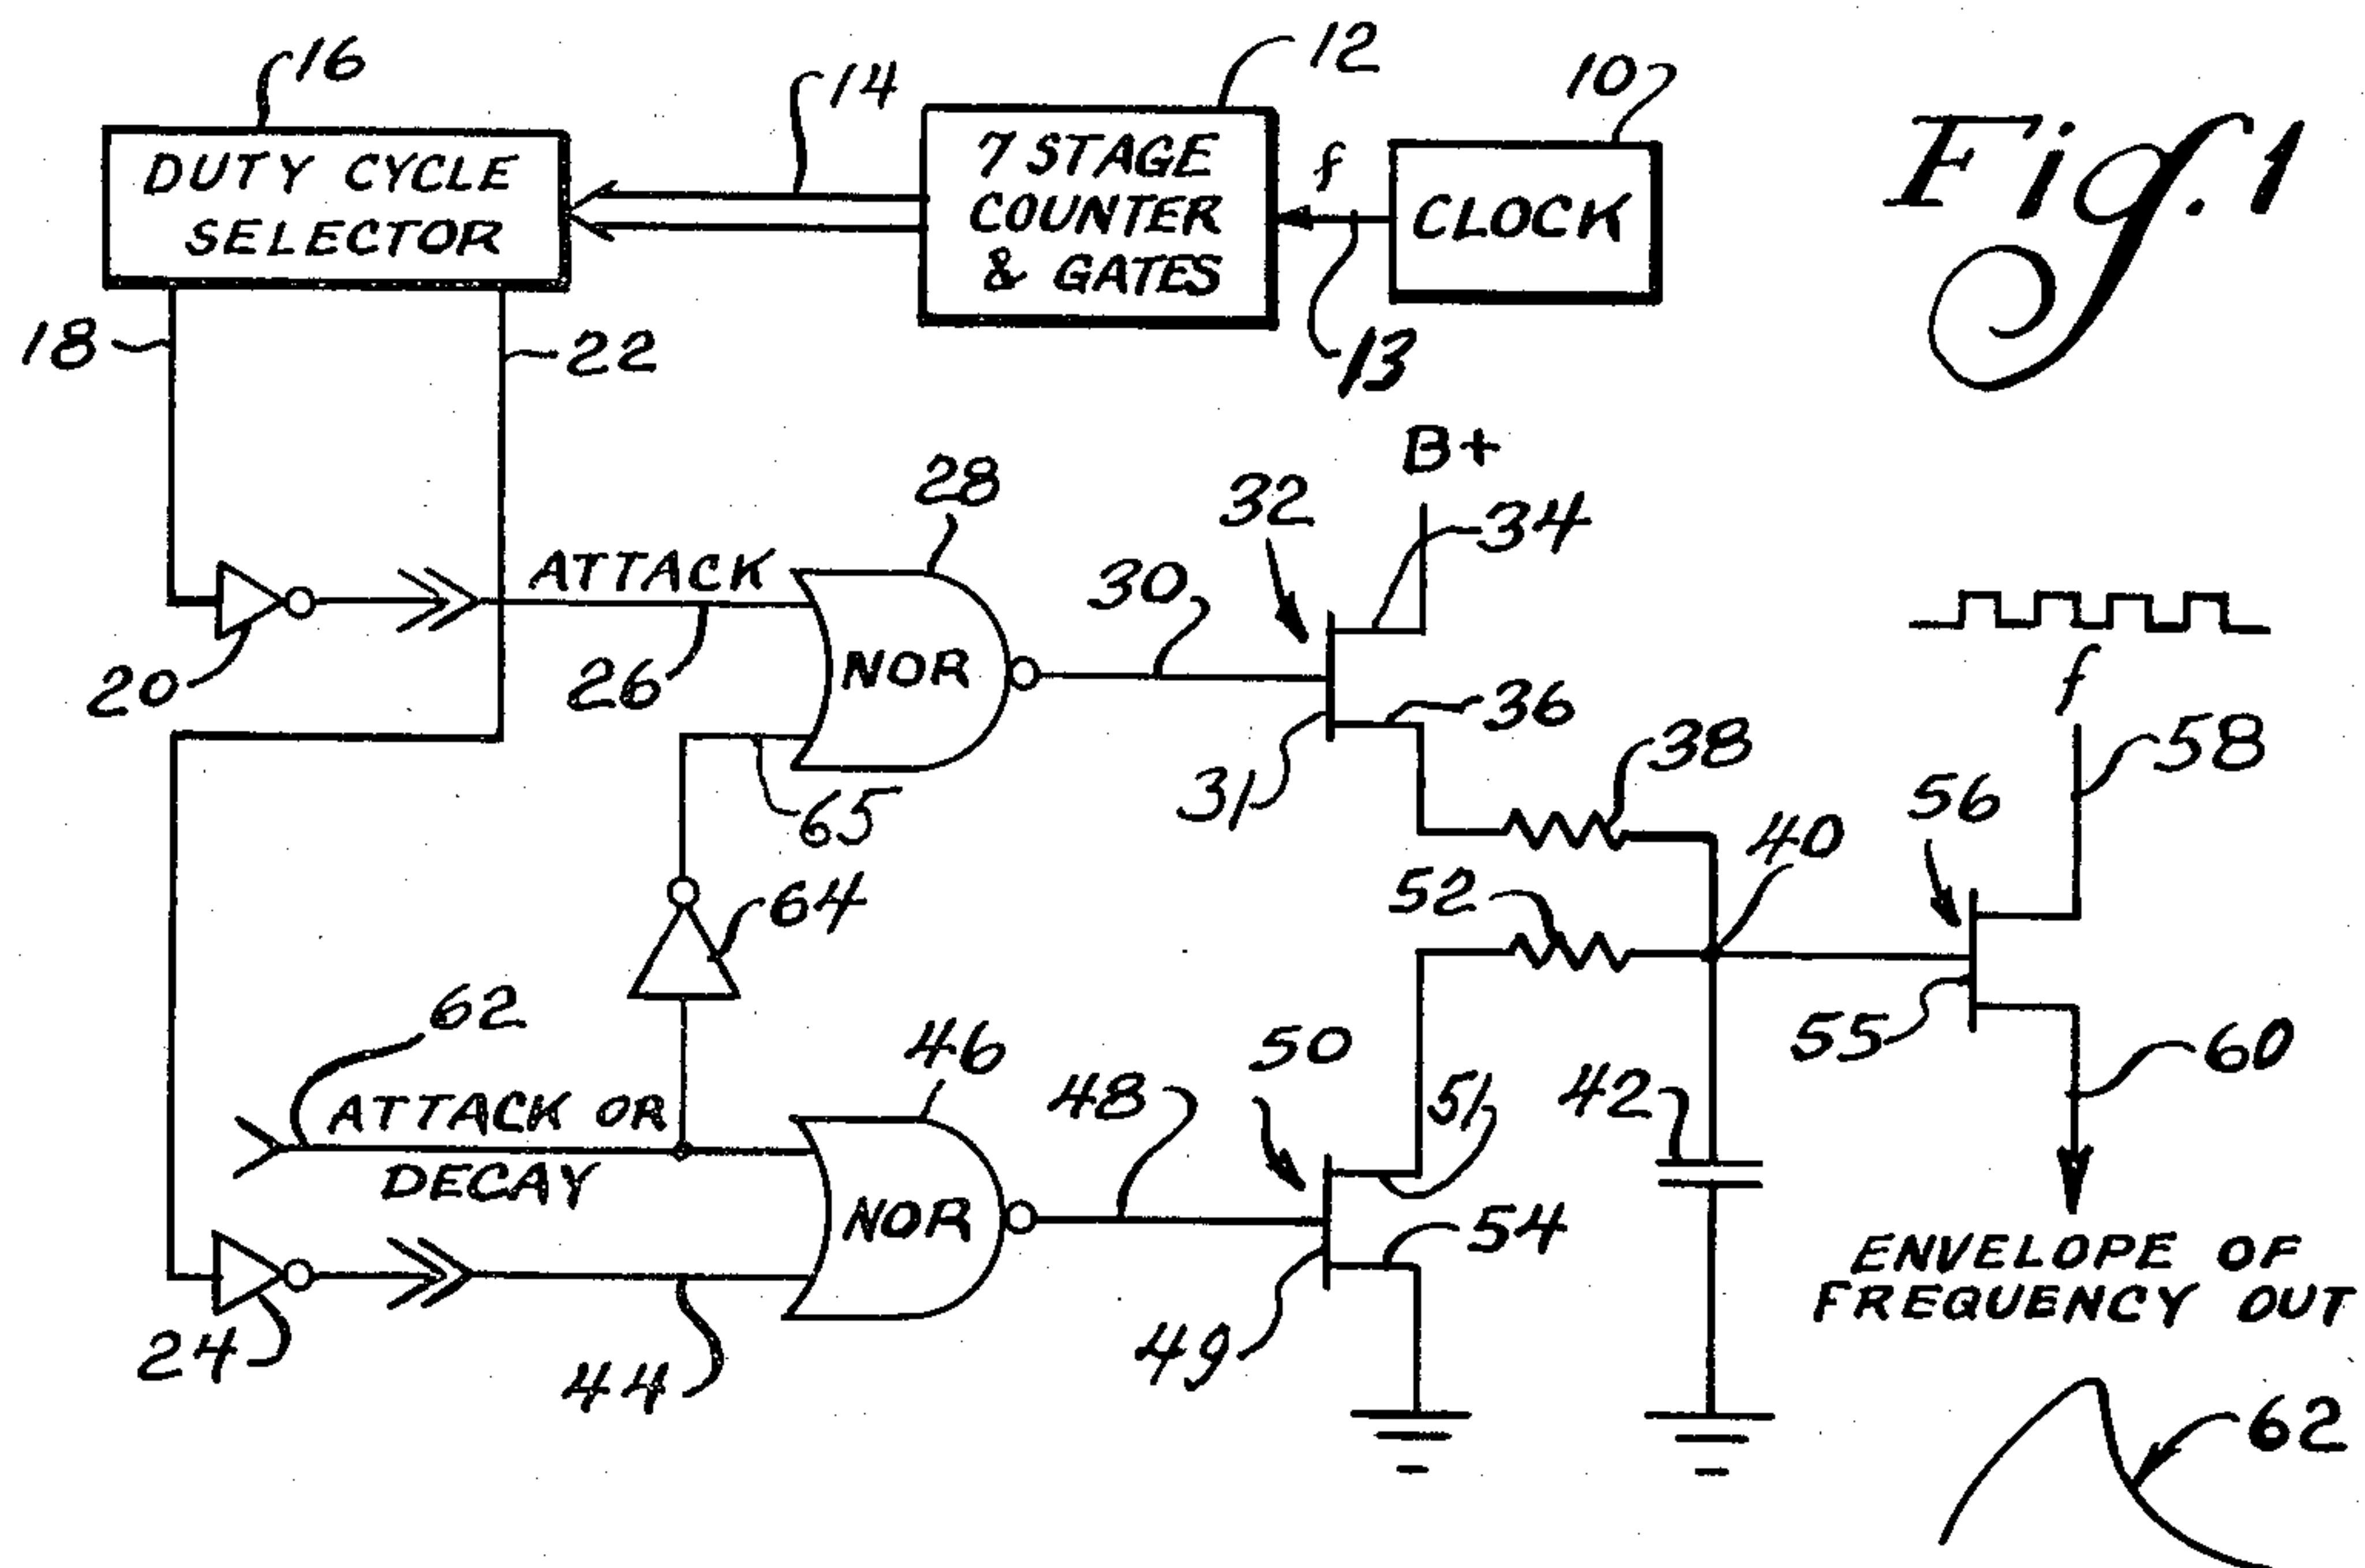 16
14
12
10
Fig. 1
DUTY CYCLE
SELECTOR
7 STAGE
COUNTER
& GATES
f
CLOCK
13
18
22
B+
28
32
34
ATTACK
30
20
26
NOR
36
f
31
38
58
65
56
40
52
64
62
55
60
46
50
48
51
42
ATTACK OR
DECAY
NOR
54
ENVELOPE OF
FREQUENCY OUT
24
44
49
62